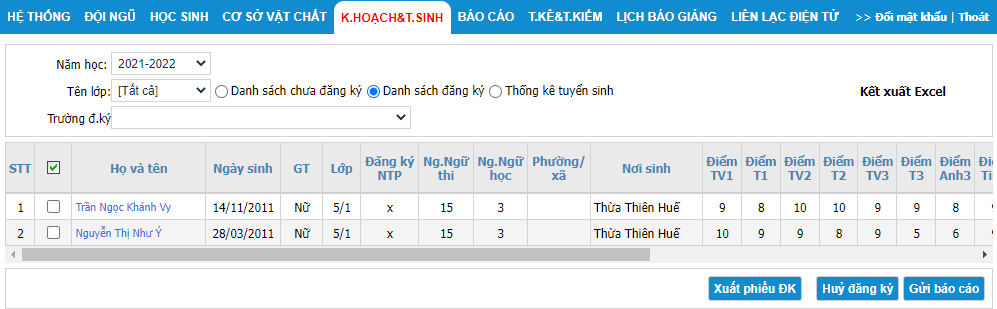 HỆ THỐNG ĐỘI NGŨ HỌC SINH CƠ SỞ VẬT CHẤT K.HOẠCH&T.SINH BÁO CÁO T.KÊ&T.KIẾM LỊCH BÁO GIẢNG LIÊN LẠC ĐIỆN TỬ >> Đổi mật khẩu | Thoát
Năm học: 2021-2022
Tên lớp: [Tất cả] Danh sách chưa đăng ký Danh sách đăng ký Thống kê tuyển sinh Kết xuất Excel
Trường đ.ký
STT Họ và tên Ngày sinh GT Lớp Đăng ký NTP Ng.Ngữ thi Ng.Ngữ học Phường/xã Nơi sinh Điểm TV1 Điểm T1 Điểm TV2 Điểm T2 Điểm TV3 Điểm T3 Điểm Anh3
1 Trần Ngọc Khánh Vy 14/11/2011 Nữ 5/1 x 15 3 Thừa Thiên Huế 9 8 10 10 9 9 8
2 Nguyễn Thị Như Ý 28/03/2011 Nữ 5/1 x 15 3 Thừa Thiên Huế 10 9 9 8 9 5 6
Xuất phiếu ĐK Huỷ đăng ký Gửi báo cáo